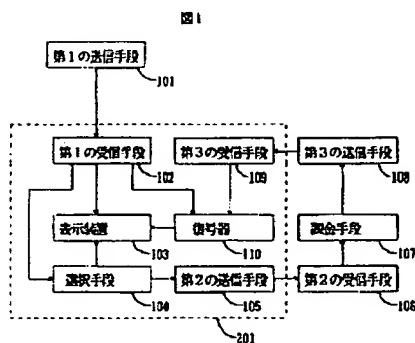 図1
第1の送信手段
101
第1の受信手段
102
第3の受信手段
109
第3の送信手段
108
表示装置
103
復号器
110
課金手段
107
選択手段
104
第2の送信手段
105
第2の受信手段
106
201